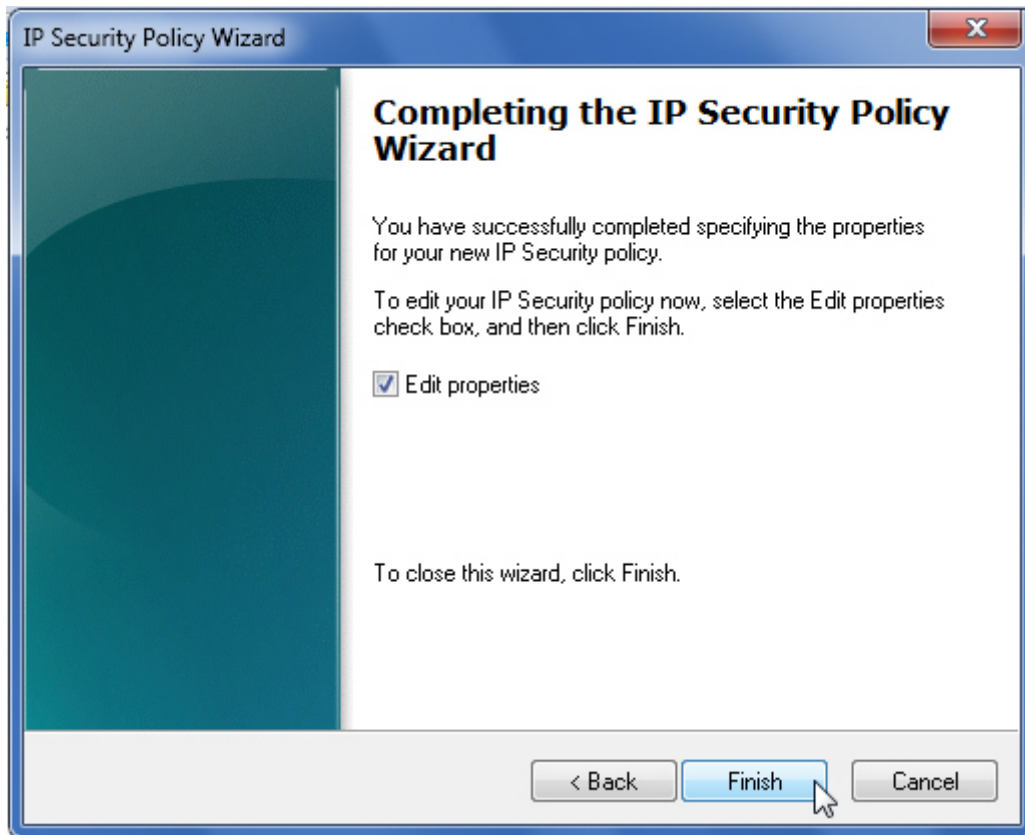 IP Security Policy Wizard
Completing the IP Security Policy
Wizard
You have successfully completed specifying the properties
for your new IP Security policy.
To edit your IP Security policy now, select the Edit properties
check box, and then click Finish.
Edit properties
To close this wizard, click Finish.
< Back
Finish
Cancel